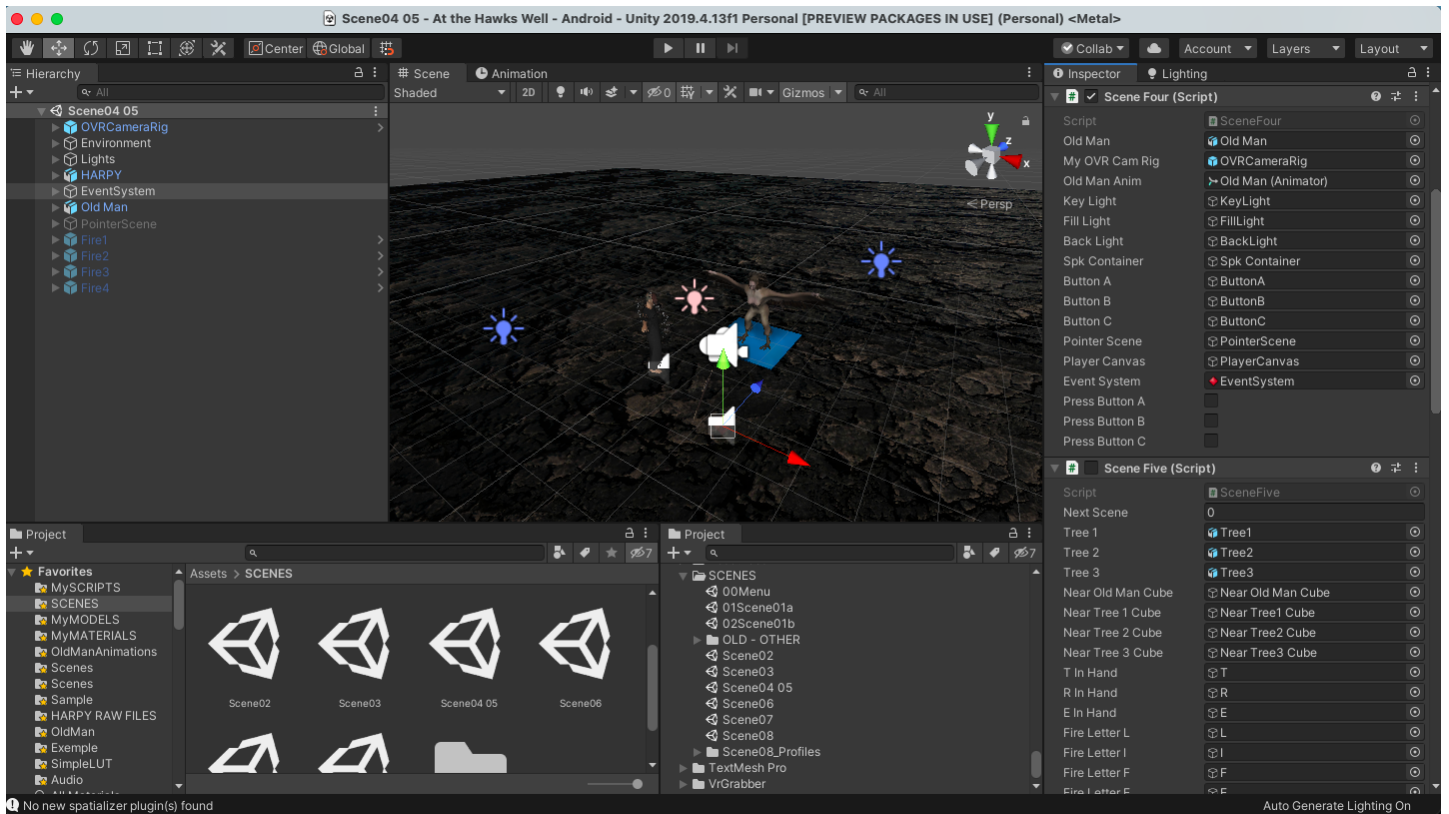 Scene04 05 - At the Hawks Well - Android - Unity 2019.4.13f1 Personal [PREVIEW PACKAGES IN USE] (Personal) <Metal>
Center Global
Collab Account Layers Layout
Hierarchy
All
Scene04 05
OVRCameraRig
Environment
Lights
HARPY
EventSystem
Old Man
PointerScene
Fire1
Fire2
Fire3
Fire4
Scene Animation
Shaded 2D 0 Gizmos All
y
z
x
Persp
Inspector Lighting
Scene Four (Script)
Script SceneFour
Old Man Old Man
My OVR Cam Rig OVRCameraRig
Old Man Anim Old Man (Animator)
Key Light KeyLight
Fill Light FillLight
Back Light BackLight
Spk Container Spk Container
Button A ButtonA
Button B ButtonB
Button C ButtonC
Pointer Scene PointerScene
Player Canvas PlayerCanvas
Event System EventSystem
Press Button A
Press Button B
Press Button C
Scene Five (Script)
Script SceneFive
Next Scene 0
Tree 1 Tree1
Tree 2 Tree2
Tree 3 Tree3
Near Old Man Cube Near Old Man Cube
Near Tree 1 Cube Near Tree1 Cube
Near Tree 2 Cube Near Tree2 Cube
Near Tree 3 Cube Near Tree3 Cube
T In Hand T
R In Hand R
E In Hand E
Fire Letter L L
Fire Letter I I
Fire Letter F F
Fire Letter E E
Project
7
Favorites
MySCRIPTS
SCENES
MyMODELS
MyMATERIALS
OldManAnimations
Scenes
Scenes
Sample
HARPY RAW FILES
OldMan
Exemple
SimpleLUT
Audio
All Materials
Assets > SCENES
Scene02 Scene03 Scene04 05 Scene06
Project
7
SCENES
00Menu
01Scene01a
02Scene01b
OLD - OTHER
Scene02
Scene03
Scene04 05
Scene06
Scene07
Scene08
Scene08_Profiles
TextMesh Pro
VrGrabber
No new spatializer plugin(s) found
Auto Generate Lighting On